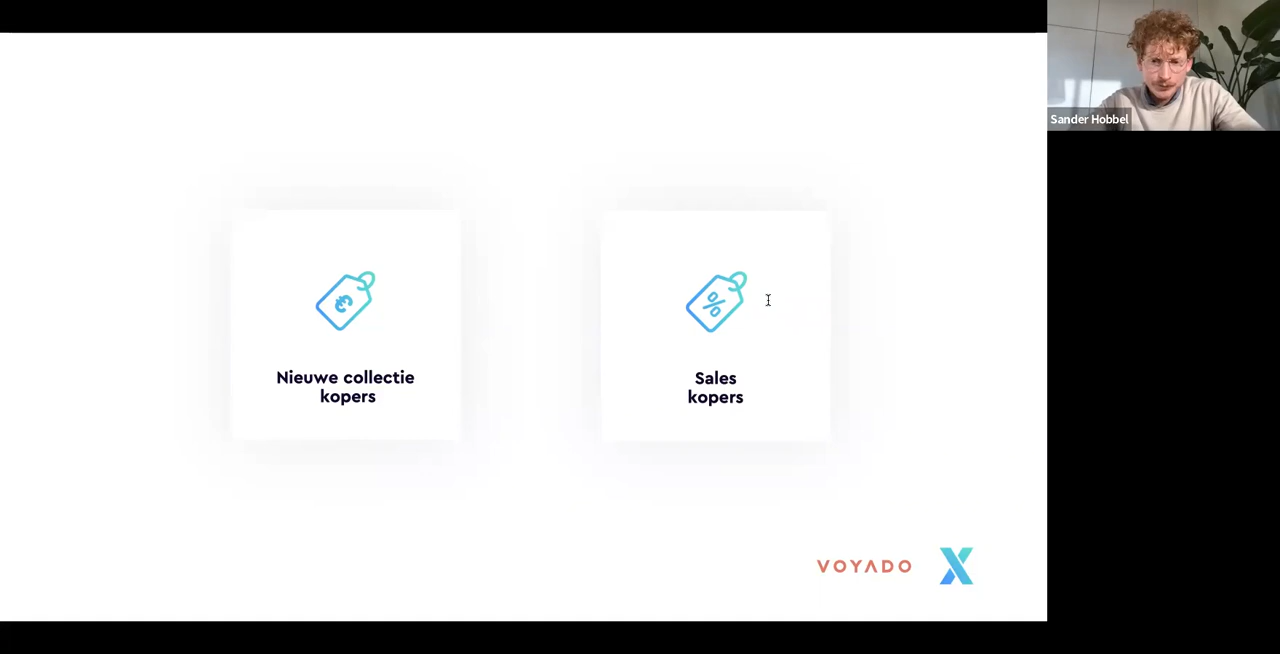 Sander Hobbel
€
%
Nieuwe collectie
kopers
Sales
kopers
VOYADO
X